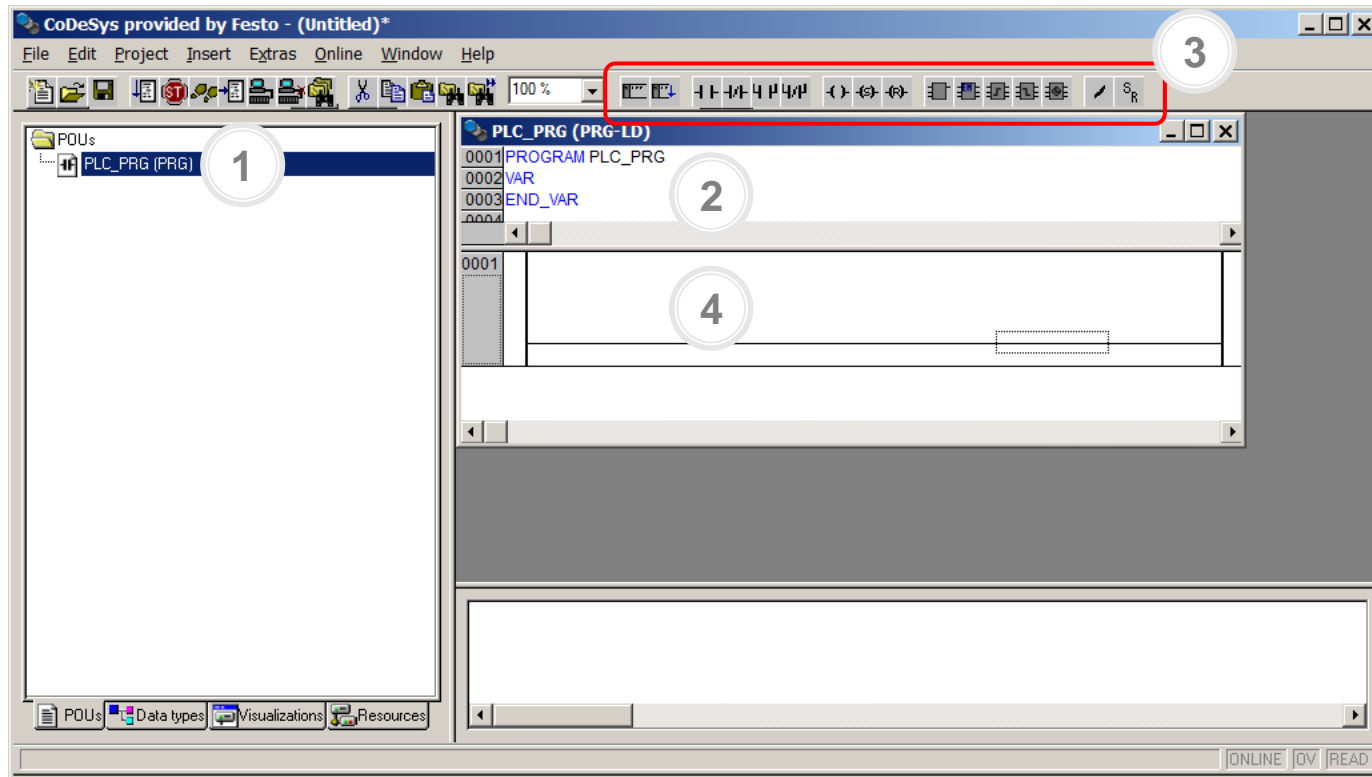 CoDeSys provided by Festo - (Untitled)*
File Edit Project Insert Extras Online Window Help
3
100 %
S
R
POUs
PLC_PRG (PRG)
1
PLC_PRG (PRG-LD)
0001 PROGRAM PLC_PRG
0002 VAR
0003 END_VAR
0004
2
0001
4
POUs Data types Visualizations Resources
ONLINE OV READ